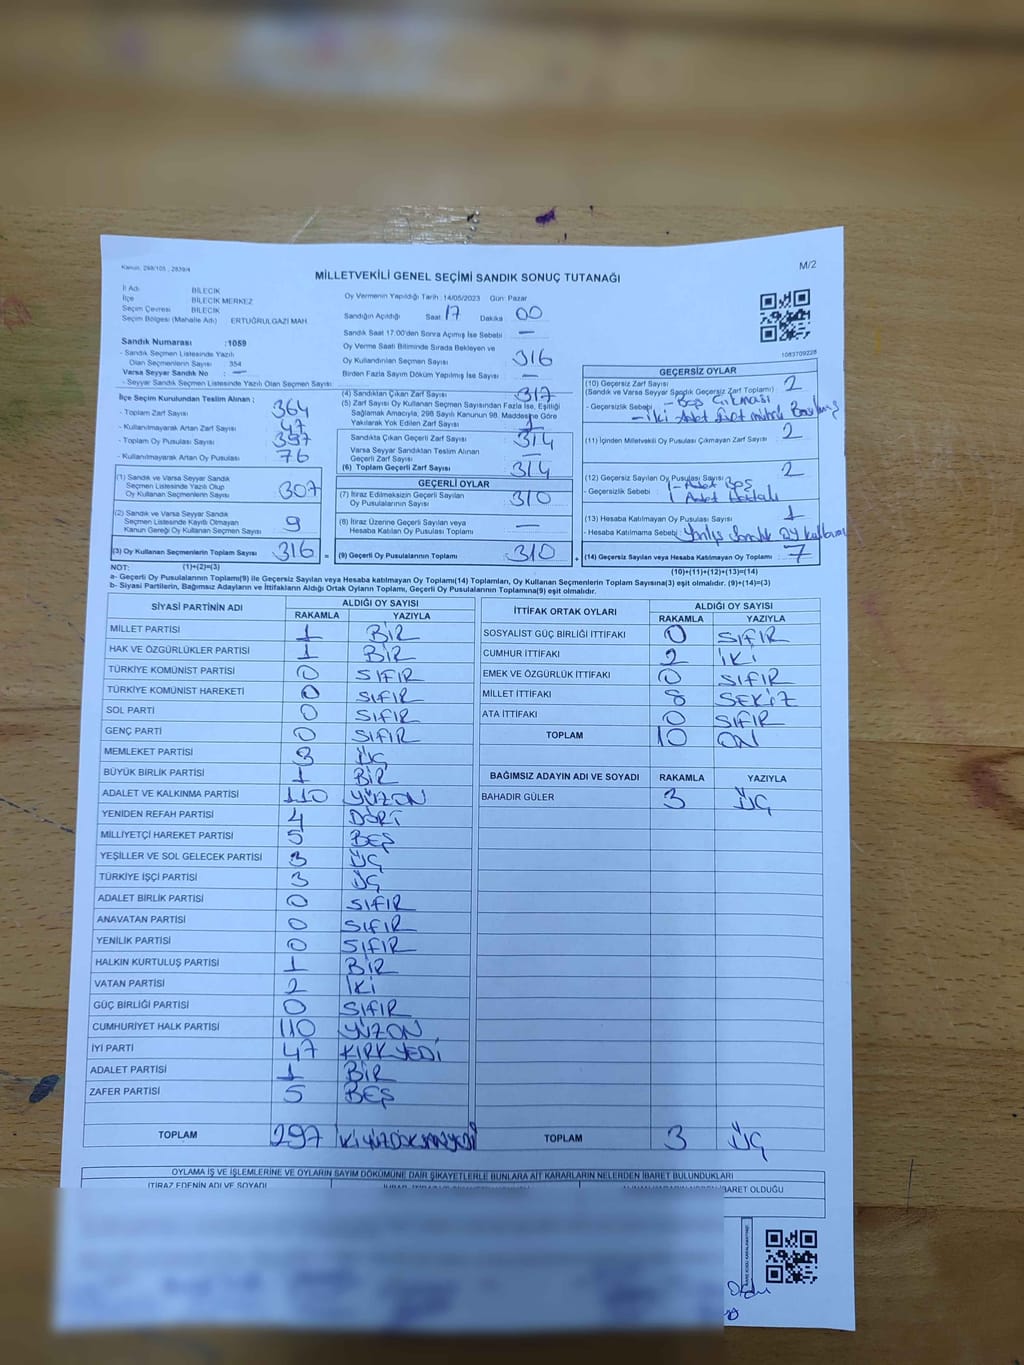 Kanun: 298/105 ; 2839/4
M/2
MİLLETVEKİLİ GENEL SEÇİMİ SANDIK SONUÇ TUTANAĞI
İl Adı BİLECİK
İlçe BİLECİK MERKEZ
Seçim Çevresi BİLECİK
Seçim Bölgesi (Mahalle Adı) ERTUĞRULGAZİ MAH.
Sandık Numarası :1059
- Sandık Seçmen Listesinde Yazılı
Olan Seçmenlerin Sayısı 354
Varsa Seyyar Sandık No : —
- Seyyar Sandık Seçmen Listesinde Yazılı Olan Seçmen Sayısı:
Oy Vermenin Yapıldığı Tarih :14/05/2023 Gün: Pazar
Sandığın Açıldığı Saat 17 Dakika 00
Sandık Saat 17:00'den Sonra Açımış İse Sebebi —
Oy Verme Saati Bitiminde Sırada Bekleyen ve
Oy Kullandırılan Seçmen Sayısı 316
Birden Fazla Sayım Döküm Yapılmış İse Sayısı —
1083709228
İlçe Seçim Kurulundan Teslim Alınan ;
- Toplam Zarf Sayısı 364
- Kullanılmayarak Artan Zarf Sayısı 47
- Toplam Oy Pusulası Sayısı
- Kullanılmayarak Artan Oy Pusulası 76
(1) Sandık ve Varsa Seyyar Sandık
Seçmen Listesinde Yazılı Olup
Oy Kullanan Seçmenlerin Sayısı 307
(2) Sandık ve Varsa Seyyar Sandık
Seçmen Listesinde Kayıtlı Olmayan
Kanun Gereği Oy Kullanan Seçmen Sayısı 9
(3) Oy Kullanan Seçmenlerin Toplam Sayısı 316 =
(4) Sandıktan Çıkan Zarf Sayısı 317
(5) Zarf Sayısı Oy Kullanan Seçmen Sayısından Fazla İse, Eşitliği
Sağlamak Amacıyla, 298 Sayılı Kanunun 98. Maddesine Göre
Yakılarak Yok Edilen Zarf Sayısı 1
Sandıkta Çıkan Geçerli Zarf Sayısı 314
Varsa Seyyar Sandıktan Teslim Alınan
Geçerli Zarf Sayısı —
(6) Toplam Geçerli Zarf Sayısı 314
GEÇERLİ OYLAR
(7) İtiraz Edilmeksizin Geçerli Sayılan
Oy Pusulasının Sayısı 310
(8) İtiraz Üzerine Geçerli Sayılan veya
Hesaba Katılan Oy Pusulası Toplamı —
(9) Geçerli Oy Pusulalarının Toplamı 310 +
GEÇERSİZ OYLAR
(10) Geçersiz Zarf Sayısı 2
(Sandık ve Varsa Seyyar Sandık Geçersiz Zarf Toplamı)
- Geçersizlik Sebebi - Boş Çıkması
- İki Adet
(11) İçinden Milletvekili Oy Pusulası Çıkmayan Zarf Sayısı 2
(12) Geçersiz Sayılan Oy Pusulası Sayısı 2
- Geçersizlik Sebebi 1 - Adet Boş
1 Adet Hatalı
(13) Hesaba Katılmayan Oy Pusulası Sayısı 1
- Hesaba Katılmama Sebebi Yanlış Sandık oy kullanımı
(14) Geçersiz Sayılan veya Hesaba Katılmayan Oy Toplamı 7
NOT: (1)+(2)=(3)
(10)+(11)+(12)+(13)=(14)
a- Geçerli Oy Pusulalarının Toplamı(9) ile Geçersiz Sayılan veya Hesaba katılmayan Oy Toplamı(14) Toplamları, Oy Kullanan Seçmenlerin Toplam Sayısına(3) eşit olmalıdır. (9)+(14)=(3)
b- Siyasi Partilerin, Bağımsız Adayların ve İttifakların Aldığı Ortak Oyların Toplamı, Geçerli Oy Pusulalarının Toplamına(9) eşit olmalıdır.
SİYASİ PARTİNİN ADI ALDIĞI OY SAYISI
RAKAMLA YAZIYLA
MİLLET PARTİSİ 1 BİR
HAK VE ÖZGÜRLÜKLER PARTİSİ 1 BİR
TÜRKİYE KOMÜNİST PARTİSİ 0 SIFIR
TÜRKİYE KOMÜNİST HAREKETİ 0 SIFIR
SOL PARTİ 0 SIFIR
GENÇ PARTİ 0 SIFIR
MEMLEKET PARTİSİ 3 ÜÇ
BÜYÜK BİRLİK PARTİSİ 1 BİR
ADALET VE KALKINMA PARTİSİ 110 YÜZON
YENİDEN REFAH PARTİSİ 4 DÖRT
MİLLİYETÇİ HAREKET PARTİSİ 5 BEŞ
YEŞİLLER VE SOL GELECEK PARTİSİ 3 ÜÇ
TÜRKİYE İŞÇİ PARTİSİ 3 ÜÇ
ADALET BİRLİK PARTİSİ 0 SIFIR
ANAVATAN PARTİSİ 0 SIFIR
YENİLİK PARTİSİ 0 SIFIR
HALKIN KURTULUŞ PARTİSİ 1 BİR
VATAN PARTİSİ 2 İKİ
GÜÇ BİRLİĞİ PARTİSİ 0 SIFIR
CUMHURİYET HALK PARTİSİ 110 YÜZON
İYİ PARTİ 47 KIRKYEDİ
ADALET PARTİSİ 1 BİR
ZAFER PARTİSİ 5 BEŞ
TOPLAM 297 İKİYÜZDOKSANYEDİ
İTTİFAK ORTAK OYLARI ALDIĞI OY SAYISI
RAKAMLA YAZIYLA
SOSYALİST GÜÇ BİRLİĞİ İTTİFAKI 0 SIFIR
CUMHUR İTTİFAKI 2 İKİ
EMEK VE ÖZGÜRLÜK İTTİFAKI 0 SIFIR
MİLLET İTTİFAKI 8 SEKİZ
ATA İTTİFAKI 0 SIFIR
TOPLAM 10 ON
BAĞIMSIZ ADAYIN ADI VE SOYADI RAKAMLA YAZIYLA
BAHADIR GÜLER 3 ÜÇ
TOPLAM 3 ÜÇ
OYLAMA İŞ VE İŞLEMLERİNE VE OYLARIN SAYIM DÖKÜMÜNE DAİR ŞİKAYETLERLE BUNLARA AİT KARARLARIN NELERDEN İBARET BULUNDUKLARI
İTİRAZ EDENİN ADI VE SOYADI
İBARET OLDUĞU